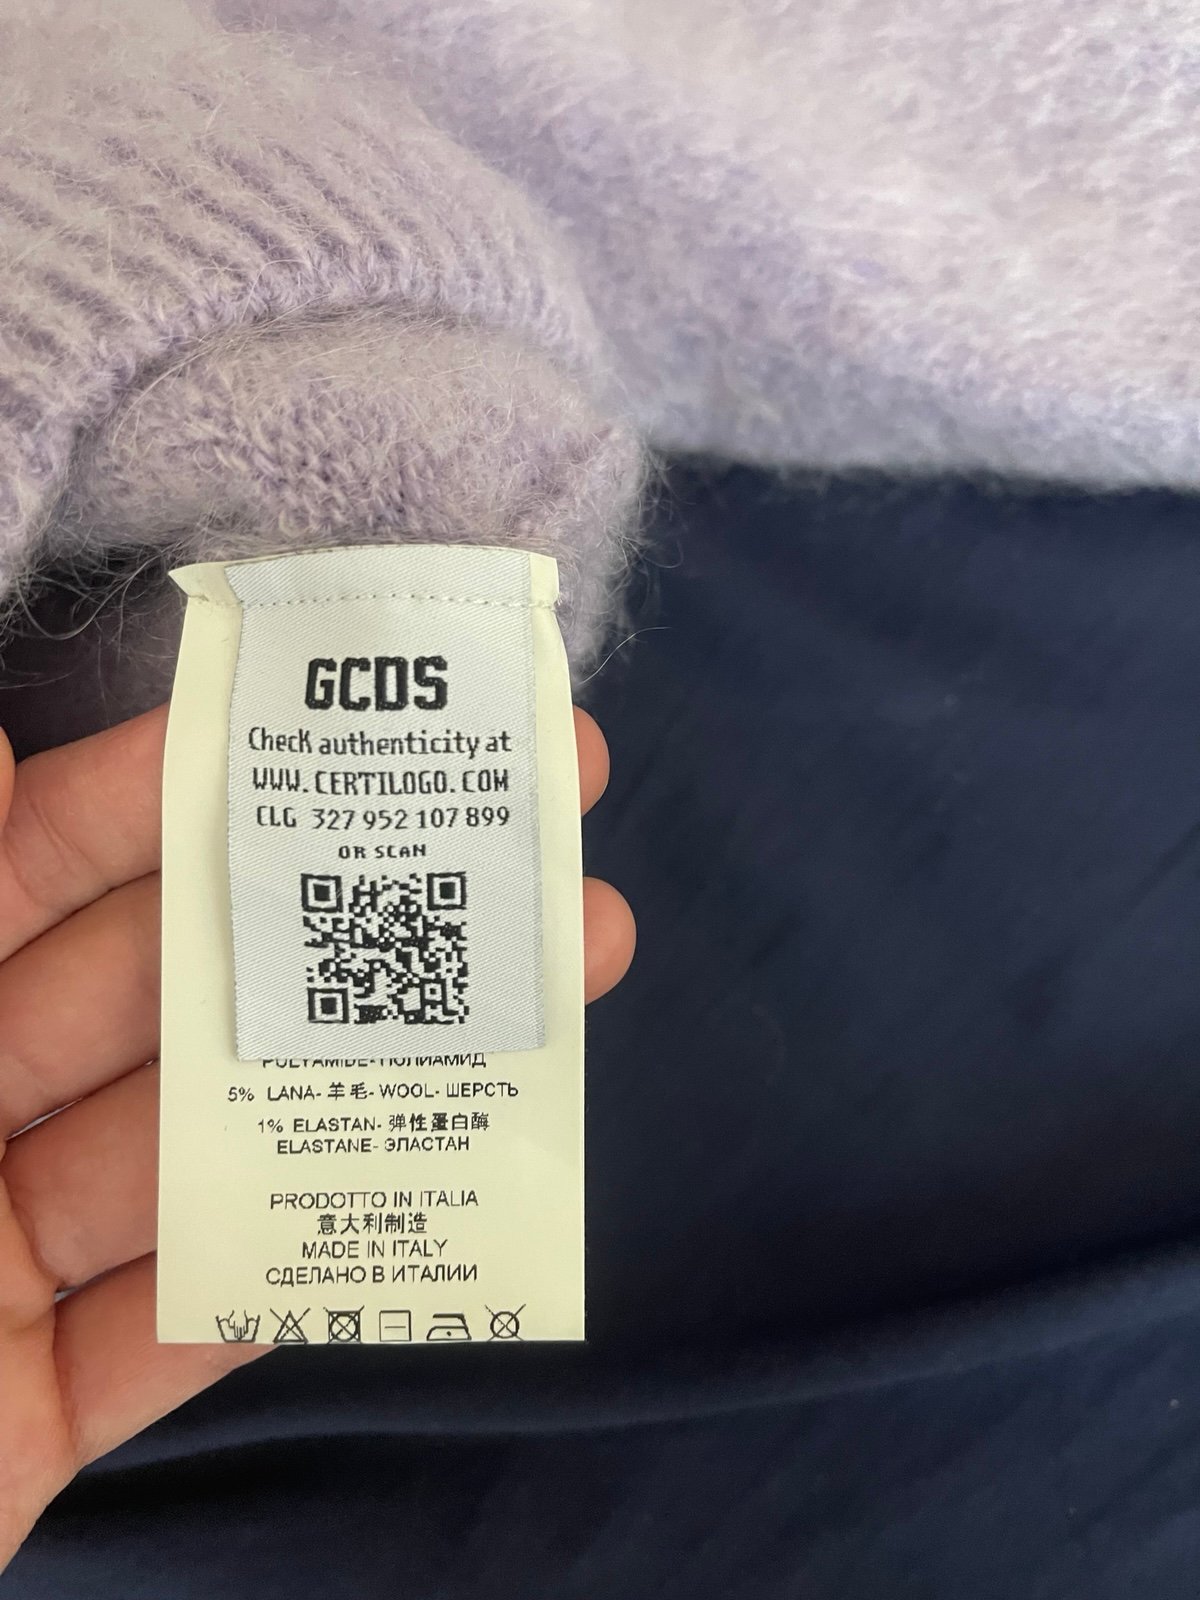 GCDS
Check authenticity at
WWW.CERTILOGO.COM
CLG 327 952 107 899
OR SCAN
POLYAMIDE-ПОЛИАМИД
5% LANA- 羊毛- WOOL- ШЕРСТЬ
1% ELASTAN- 弹性蛋白酶
ELASTANE- ЭЛАСТАН
PRODOTTO IN ITALIA
意大利制造
MADE IN ITALY
СДЕЛАНО В ИТАЛИИ